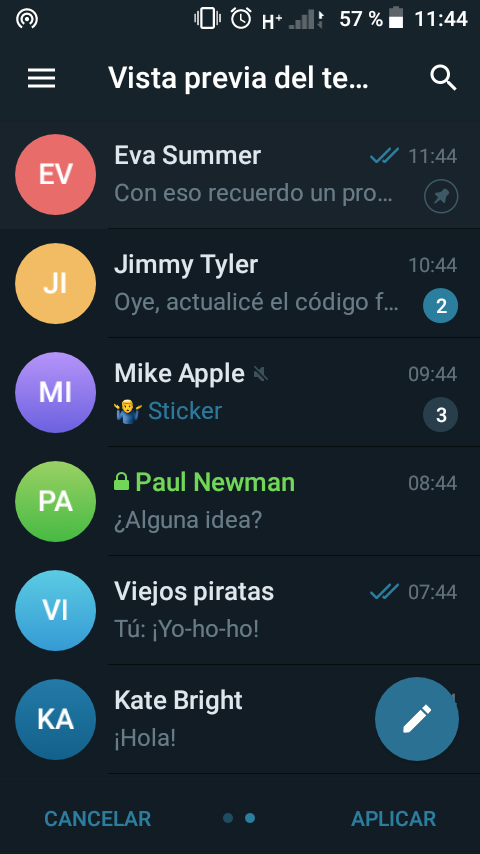 H+ 57 % 11:44
Vista previa del te...
EV Eva Summer 11:44
Con eso recuerdo un pro...
JI Jimmy Tyler 10:44
Oye, actualicé el código f... 2
MI Mike Apple 09:44
Sticker 3
PA Paul Newman 08:44
¿Alguna idea?
VI Viejos piratas 07:44
Tú: ¡Yo-ho-ho!
KA Kate Bright
¡Hola!
CANCELAR APLICAR